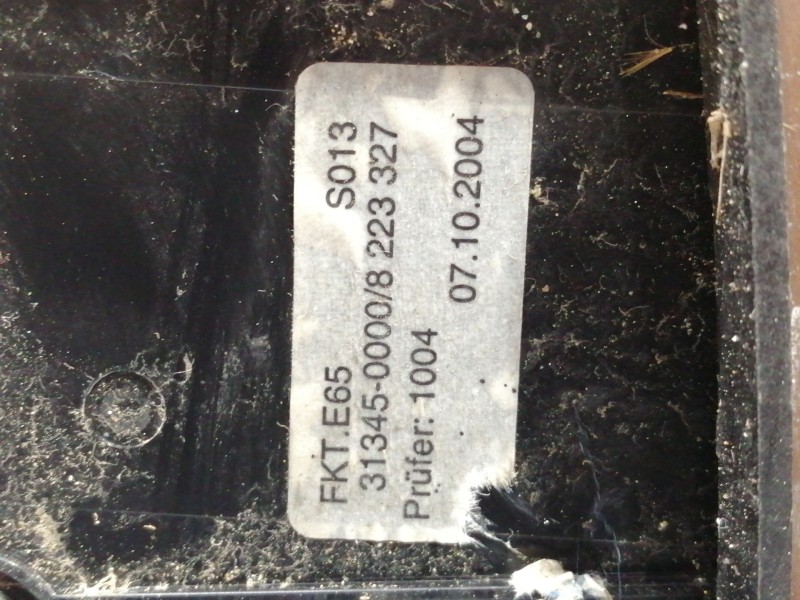 FKT.E65 S013
31345-0000/8 223 327
Prüfer: 1004 07.10.2004